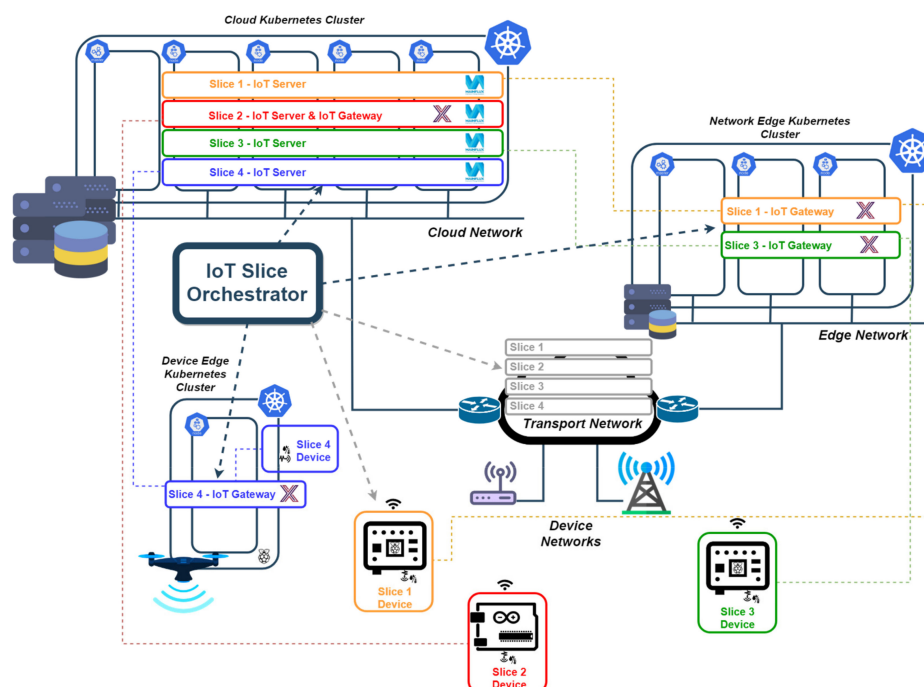 Cloud Kubernetes Cluster
Slice 1 - IoT Server
Slice 2 - IoT Server & IoT Gateway
Slice 3 - IoT Server
Slice 4 - IoT Server
Cloud Network
Network Edge Kubernetes
Cluster
Slice 1 - IoT Gateway
Slice 3 - IoT Gateway
Edge Network
IoT Slice
Orchestrator
Device Edge
Kubernetes
Cluster
Slice 4
Device
Slice 4 - IoT Gateway
Slice 1
Slice 2
Slice 3
Slice 4
Transport Network
Device
Networks
Slice 1
Device
Slice 2
Device
Slice 3
Device